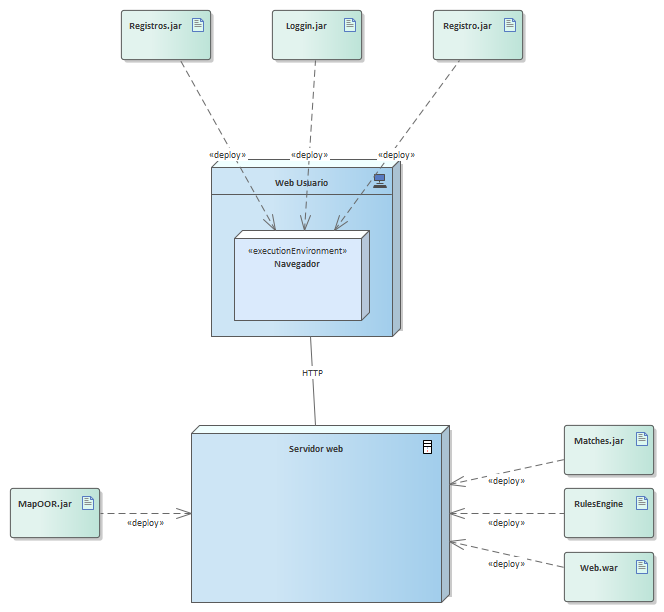 Registros.jar
Loggin.jar
Registro.jar
«deploy»
«deploy»
«deploy»
Web Usuario
«executionEnvironment»
Navegador
HTTP
Servidor web
Matches.jar
«deploy»
MapOOR.jar
«deploy»
RulesEngine
«deploy»
Web.war
«deploy»